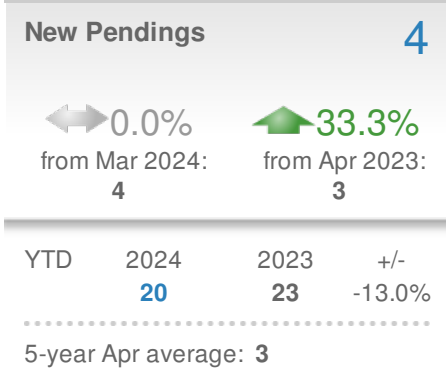 New Pendings 4
0.0% 33.3%
from Mar 2024: from Apr 2023:
4 3
YTD 2024 2023 +/-
20 23 -13.0%
5-year Apr average: 3